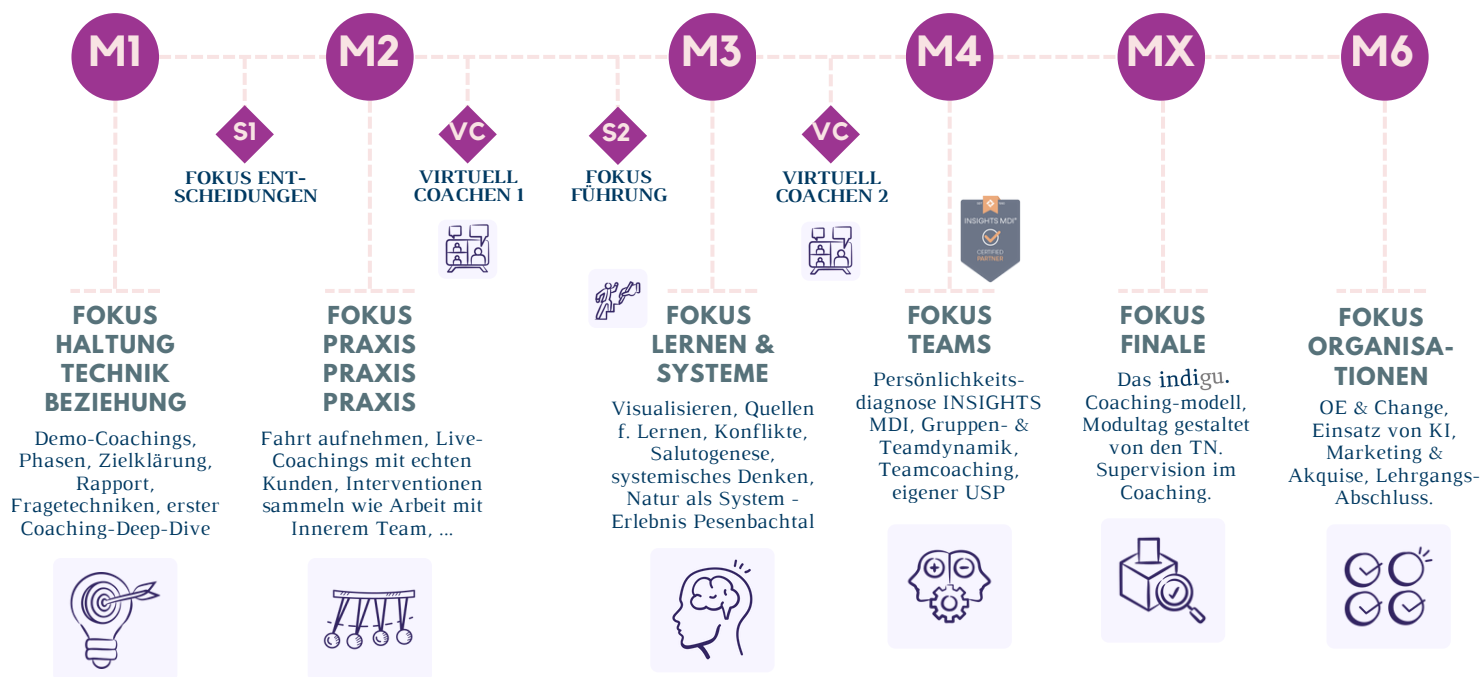 M1
M2
M3
M4
MX
M6
S1
FOKUS ENT-
SCHEIDUNGEN
VC
VIRTUELL
COACHEN 1
S2
FOKUS
FÜHRUNG
VC
VIRTUELL
COACHEN 2
INSIGHTS MDI®
CERTIFIED
PARTNER
FOKUS
HALTUNG
TECHNIK
BEZIEHUNG
Demo-Coachings,
Phasen, Zielklärung,
Rapport,
Fragetechniken, erster
Coaching-Deep-Dive
FOKUS
PRAXIS
PRAXIS
PRAXIS
Fahrt aufnehmen, Live-
Coachings mit echten
Kunden, Interventionen
sammeln wie Arbeit mit
Innerem Team, ...
FOKUS
LERNEN &
SYSTEME
Visualisieren, Quellen
f. Lernen, Konflikte,
Salutogenese,
systemisches Denken,
Natur als System -
Erlebnis Pesenbachtal
FOKUS
TEAMS
Persönlichkeits-
diagnose INSIGHTS
MDI, Gruppen- &
Teamdynamik,
Teamcoaching,
eigener USP
FOKUS
FINALE
Das indigu.
Coaching-modell,
Modultag gestaltet
von den TN.
Supervision im
Coaching.
FOKUS
ORGANISA-
TIONEN
OE & Change,
Einsatz von KI,
Marketing &
Akquise, Lehrgangs-
Abschluss.